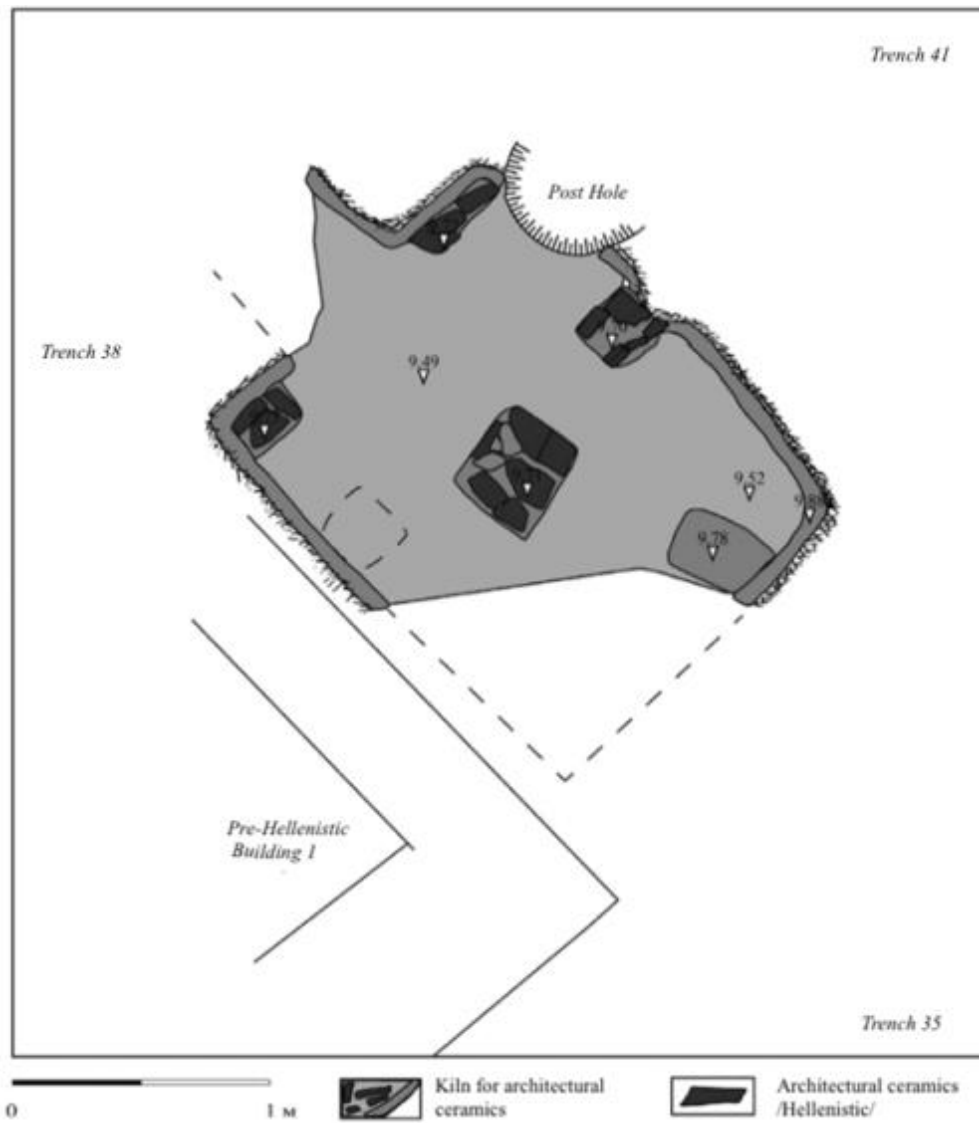 Trench 41
Post Hole
Trench 38
9.49
9.52
9.78
Pre-Hellenistic
Building 1
Trench 35
0
1 м
Kiln for architectural
ceramics
Architectural ceramics
/Hellenistic/